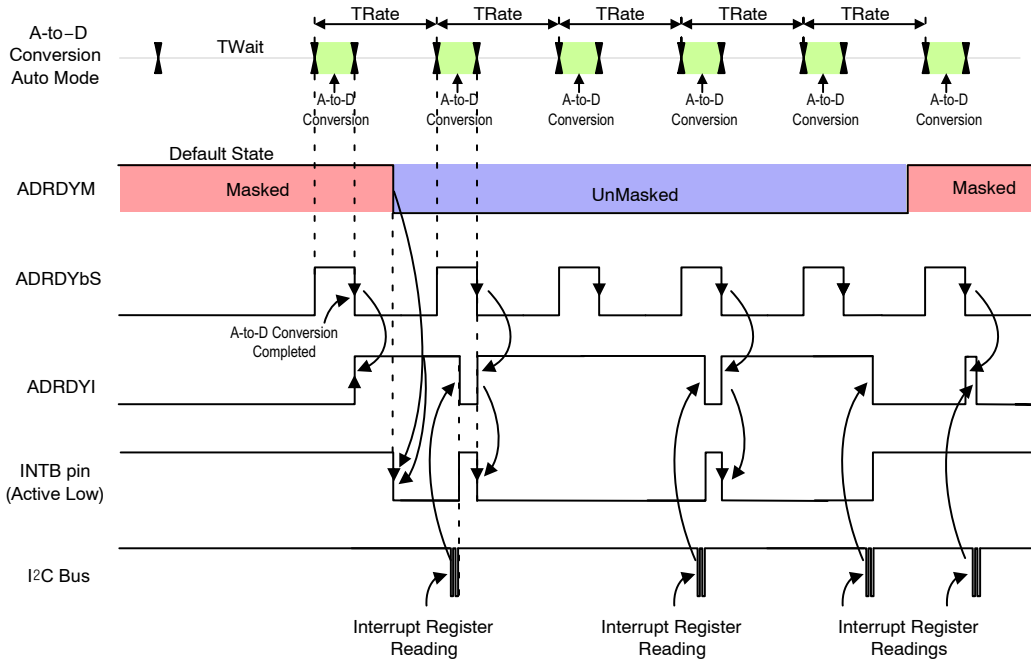 TRate TRate TRate TRate TRate
A-to-D
Conversion
Auto Mode
TWait
A-to-D
Conversion
A-to-D
Conversion
A-to-D
Conversion
A-to-D
Conversion
A-to-D
Conversion
A-to-D
Conversion
Default State
ADRDYM
Masked
UnMasked
Masked
ADRDYbS
A-to-D Conversion
Completed
ADRDYI
INTB pin
(Active Low)
I2C Bus
Interrupt Register
Reading
Interrupt Register
Reading
Interrupt Register
Readings